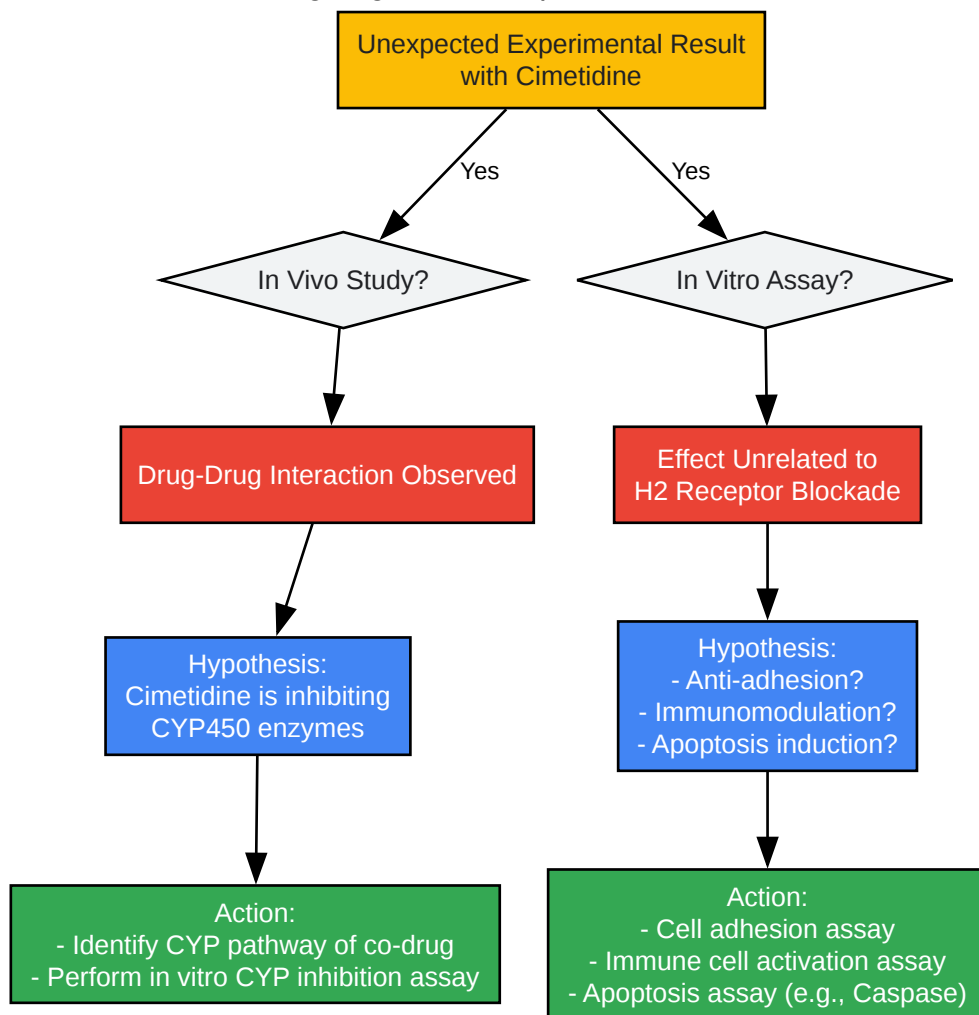 Unexpected Experimental Result
with Cimetidine
Yes
Yes
In Vivo Study?
In Vitro Assay?
Drug-Drug Interaction Observed
Effect Unrelated to
H2 Receptor Blockade
Hypothesis:
Cimetidine is inhibiting
CYP450 enzymes
Hypothesis:
- Anti-adhesion?
- Immunomodulation?
- Apoptosis induction?
Action:
- Identify CYP pathway of co-drug
- Perform in vitro CYP inhibition assay
Action:
- Cell adhesion assay
- Immune cell activation assay
- Apoptosis assay (e.g., Caspase)